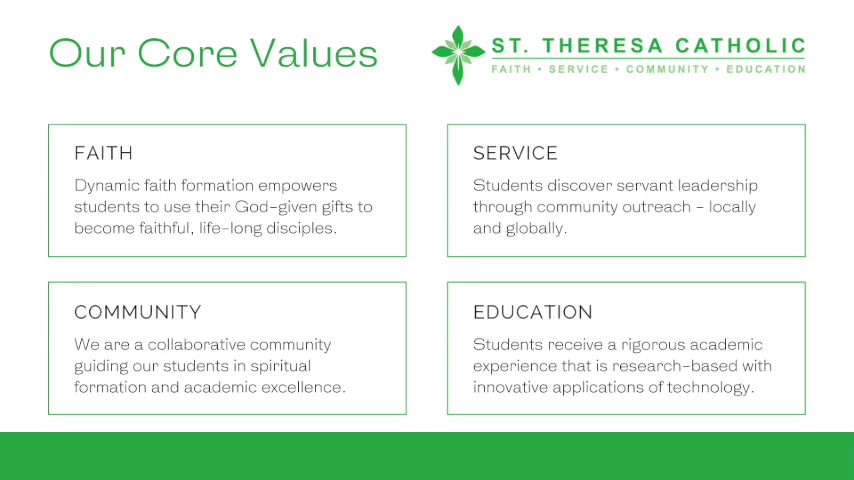 Our Core Values
ST. THERESA CATHOLIC
FAITH • SERVICE • COMMUNITY • EDUCATION
FAITH
Dynamic faith formation empowers
students to use their God-given gifts to
become faithful, life-long disciples.
SERVICE
Students discover servant leadership
through community outreach - locally
and globally.
COMMUNITY
We are a collaborative community
guiding our students in spiritual
formation and academic excellence.
EDUCATION
Students receive a rigorous academic
experience that is research-based with
innovative applications of technology.